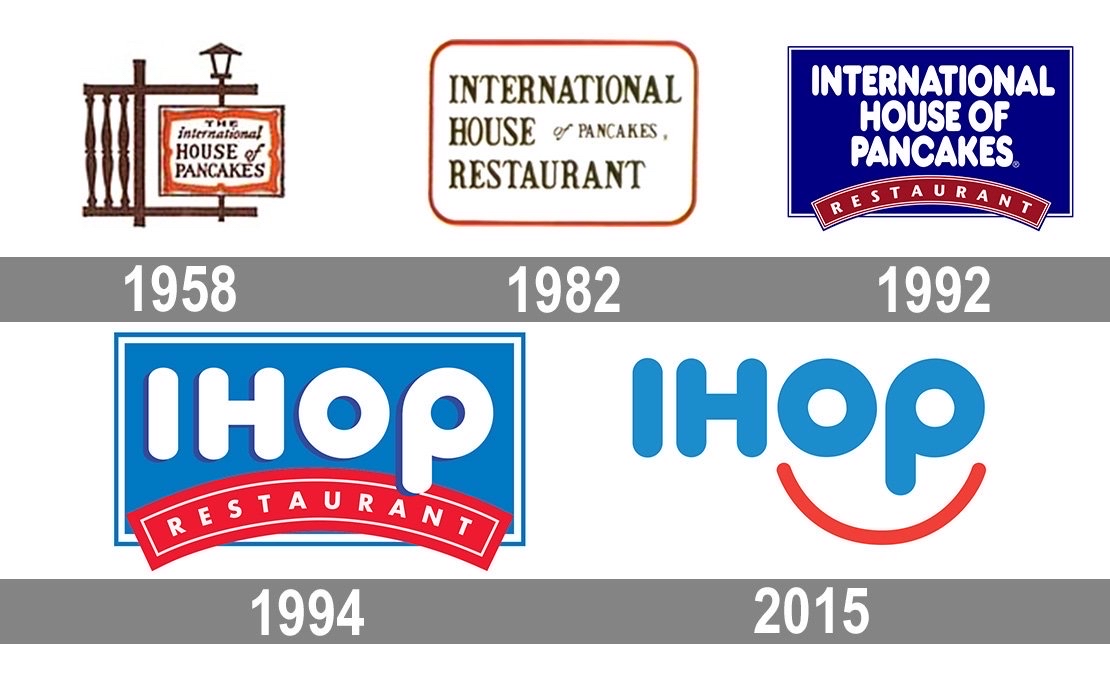 THE
international
HOUSE of
PANCAKES
INTERNATIONAL
HOUSE of PANCAKES®
RESTAURANT
INTERNATIONAL
HOUSE OF
PANCAKES®
RESTAURANT
1958
1982
1992
IHOP
RESTAURANT
IHOP
1994
2015